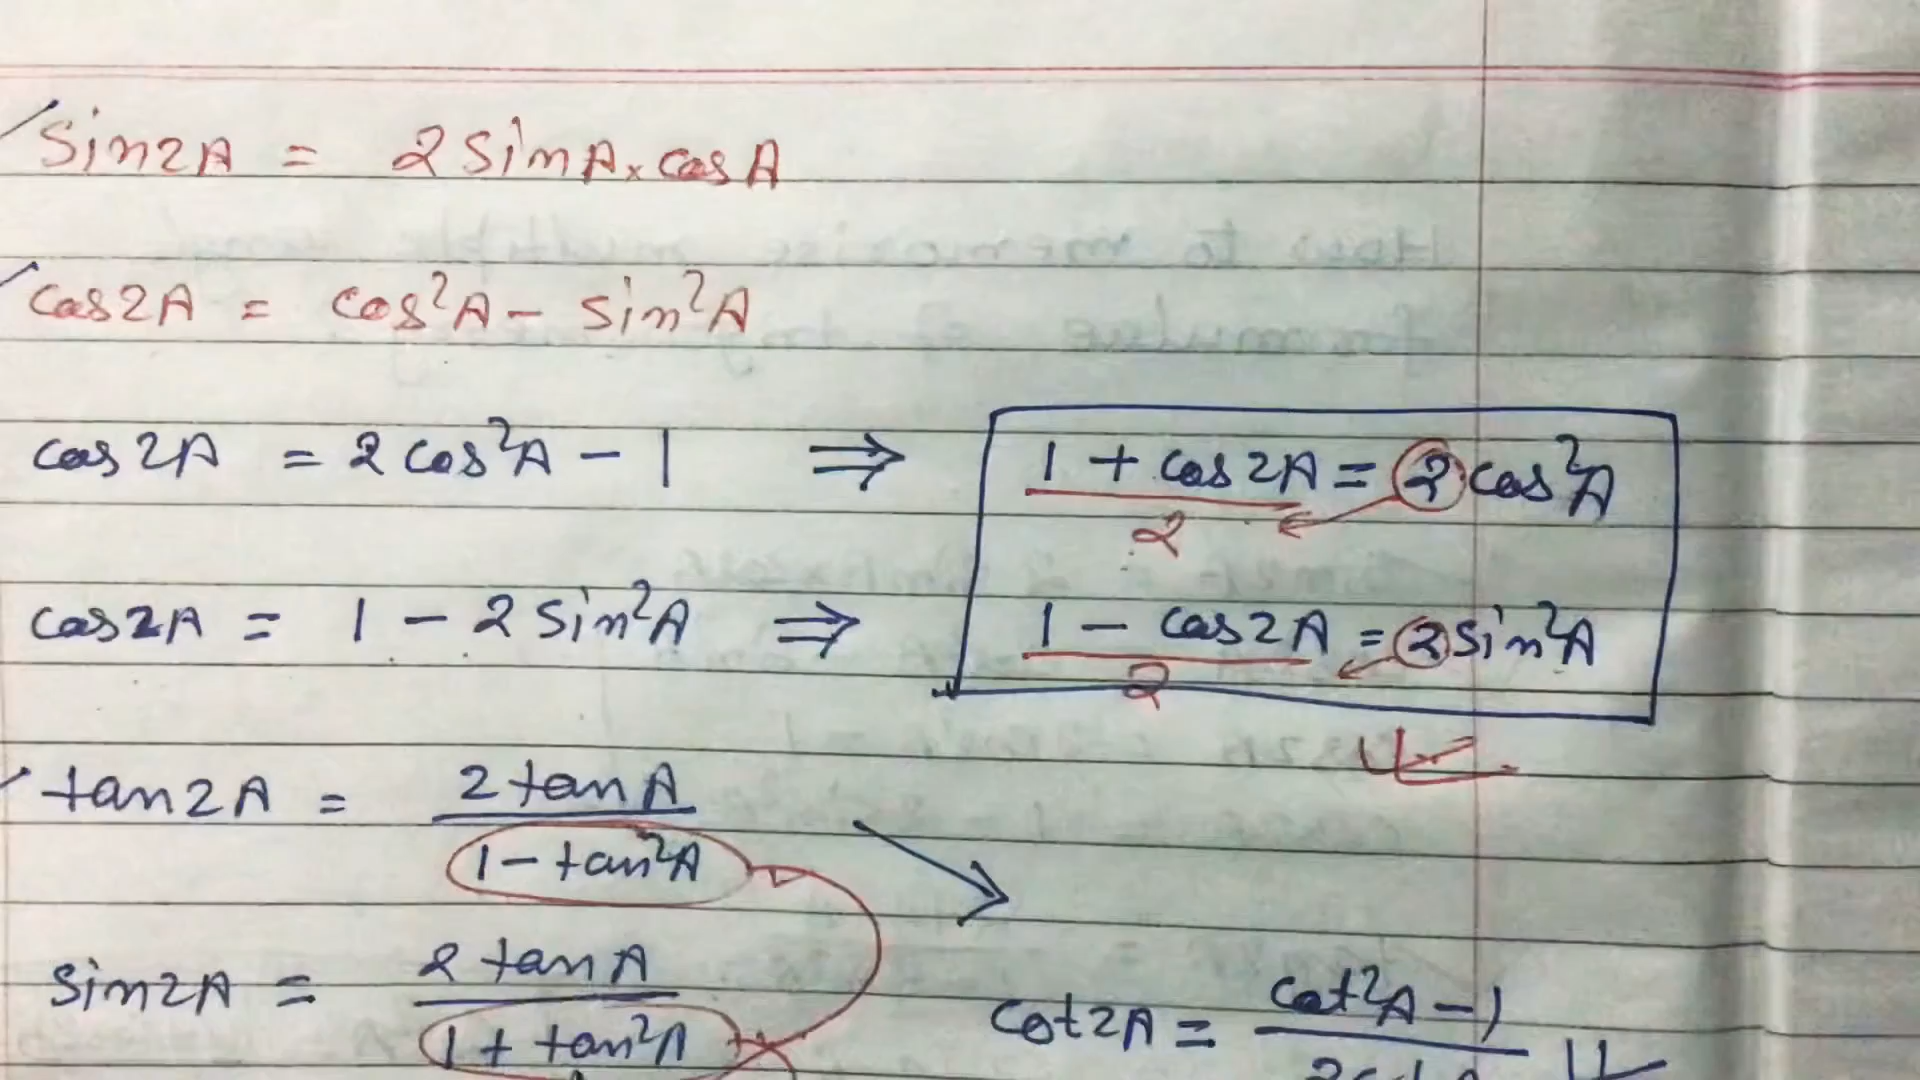 sin2A = 2 sinA × cosA
cos2A = cos²A - sin²A
cos2A = 2cos²A - 1 ⇒ 1 + cos2A = 2cos²A
2
cos2A = 1 - 2sin²A ⇒ 1 - cos2A = 2sin²A
2
tan2A = 2tanA
1 - tan²A
sin2A = 2tanA
1 + tan²A
cot2A = cot²A - 1